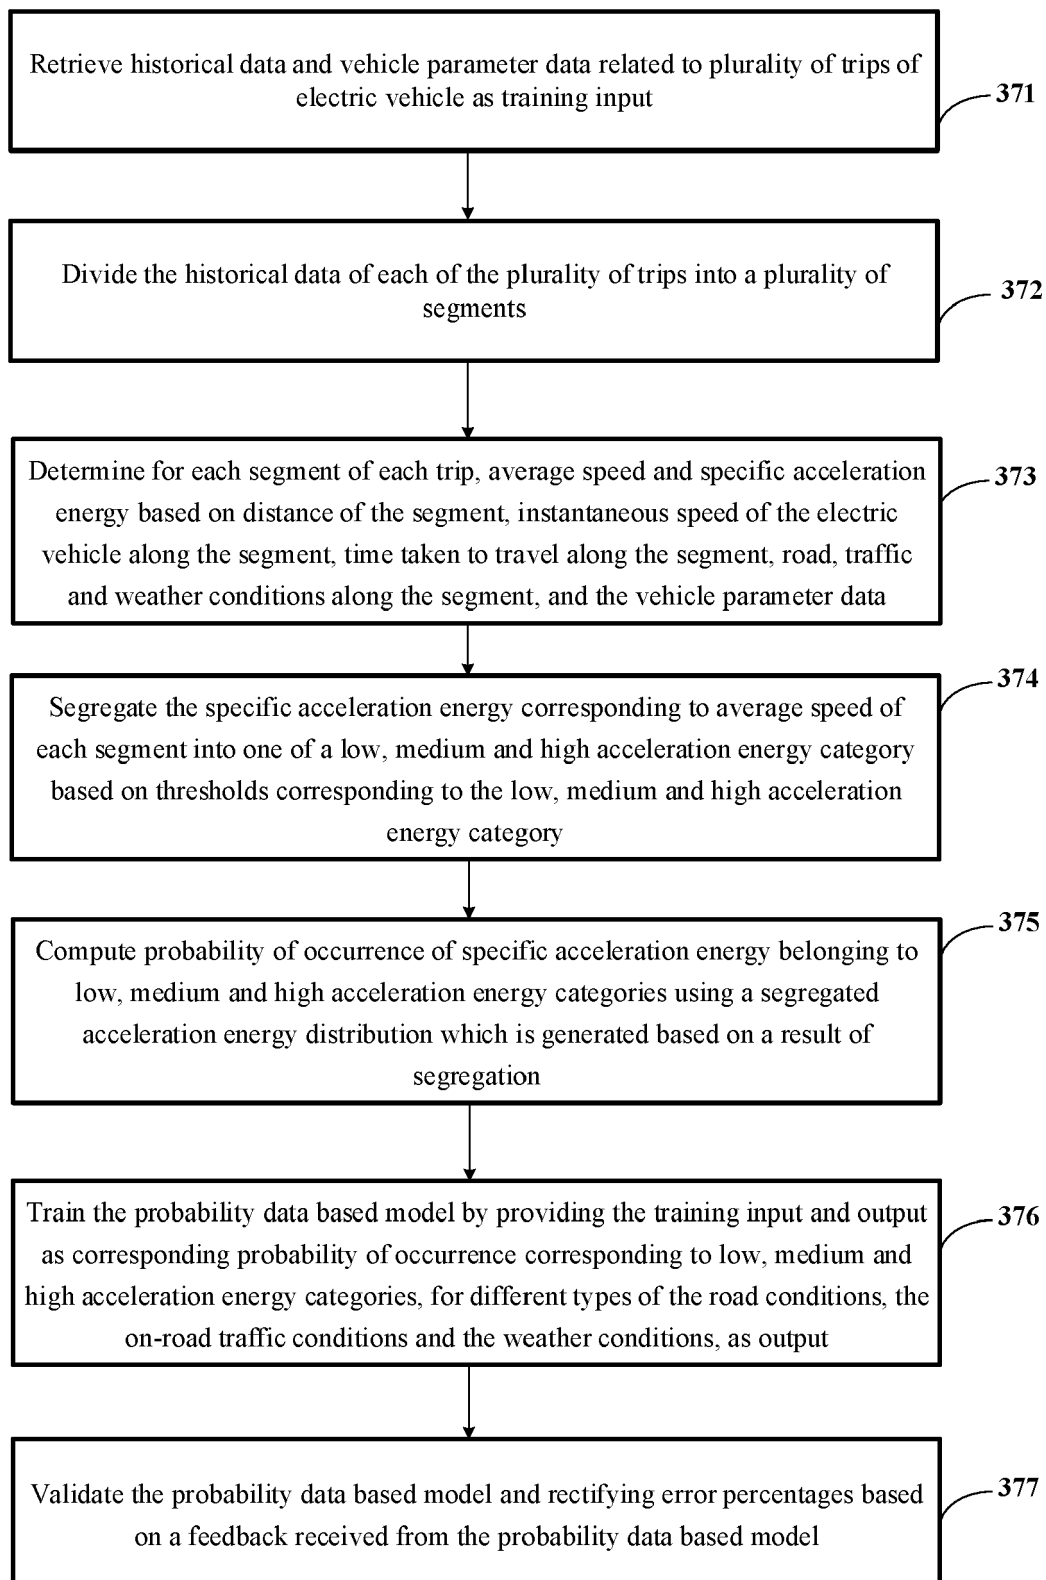 Retrieve historical data and vehicle parameter data related to plurality of trips of
electric vehicle as training input
371
Divide the historical data of each of the plurality of trips into a plurality of
segments
372
Determine for each segment of each trip, average speed and specific acceleration
energy based on distance of the segment, instantaneous speed of the electric
vehicle along the segment, time taken to travel along the segment, road, traffic
and weather conditions along the segment, and the vehicle parameter data
373
Segregate the specific acceleration energy corresponding to average speed of
each segment into one of a low, medium and high acceleration energy category
based on thresholds corresponding to the low, medium and high acceleration
energy category
374
Compute probability of occurrence of specific acceleration energy belonging to
low, medium and high acceleration energy categories using a segregated
acceleration energy distribution which is generated based on a result of
segregation
375
Train the probability data based model by providing the training input and output
as corresponding probability of occurrence corresponding to low, medium and
high acceleration energy categories, for different types of the road conditions, the
on-road traffic conditions and the weather conditions, as output
376
Validate the probability data based model and rectifying error percentages based
on a feedback received from the probability data based model
377